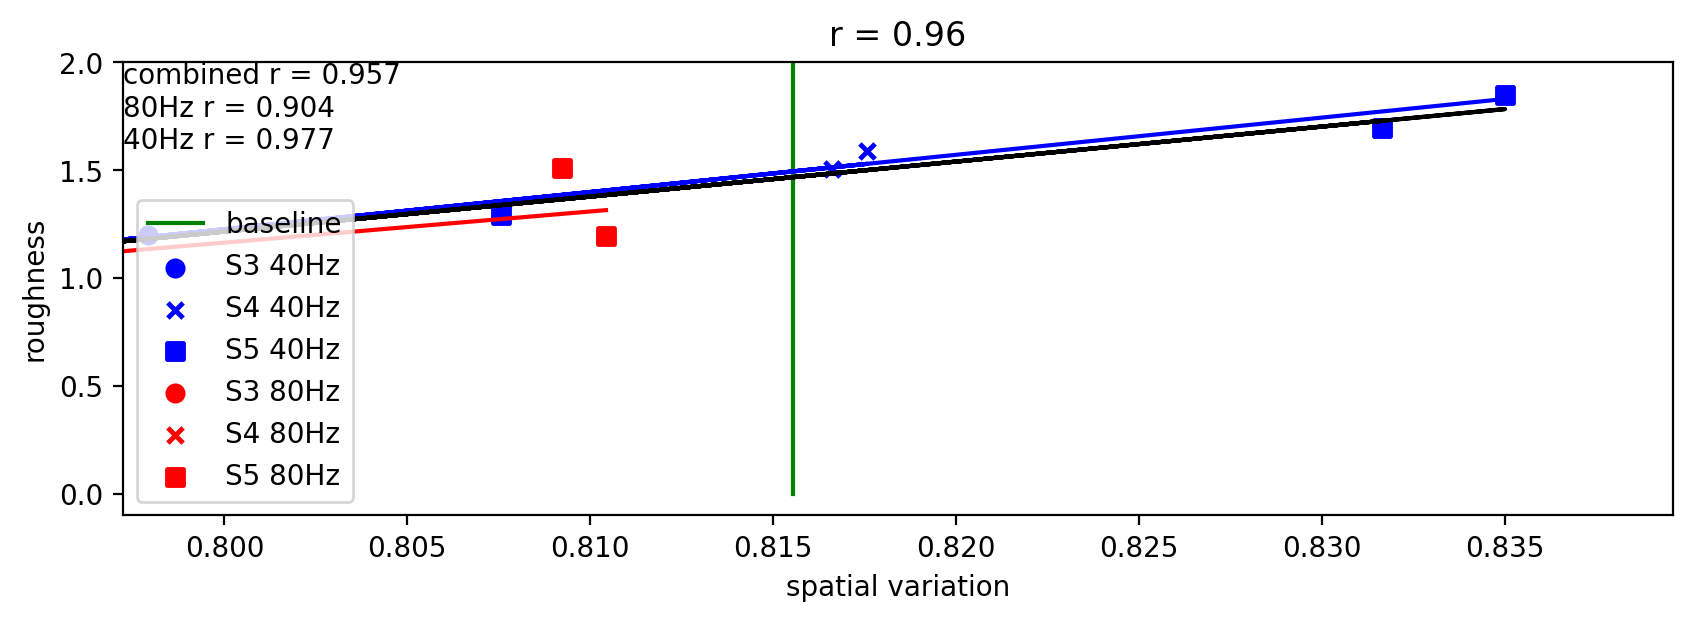 r = 0.96
combined r = 0.957
80Hz r = 0.904
40Hz r = 0.977
roughness
2.0
1.5
1.0
0.5
0.0
baseline
S3 40Hz
S4 40Hz
S5 40Hz
S3 80Hz
S4 80Hz
S5 80Hz
0.800 0.805 0.810 0.815 0.820 0.825 0.830 0.835
spatial variation